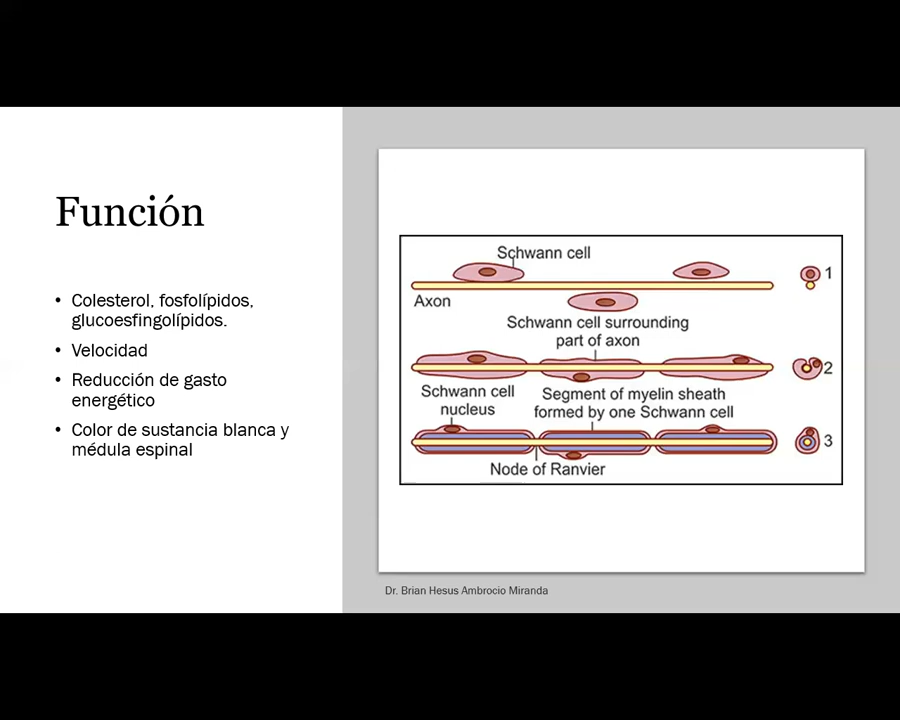 Función
• Colesterol, fosfolípidos,
glucoesfingolípidos.
• Velocidad
• Reducción de gasto
energético
• Color de sustancia blanca y
médula espinal
Schwann cell
1
Axon
Schwann cell surrounding
part of axon
2
Schwann cell
nucleus
Segment of myelin sheath
formed by one Schwann cell
3
Node of Ranvier
Dr. Brian Hesus Ambrocio Miranda